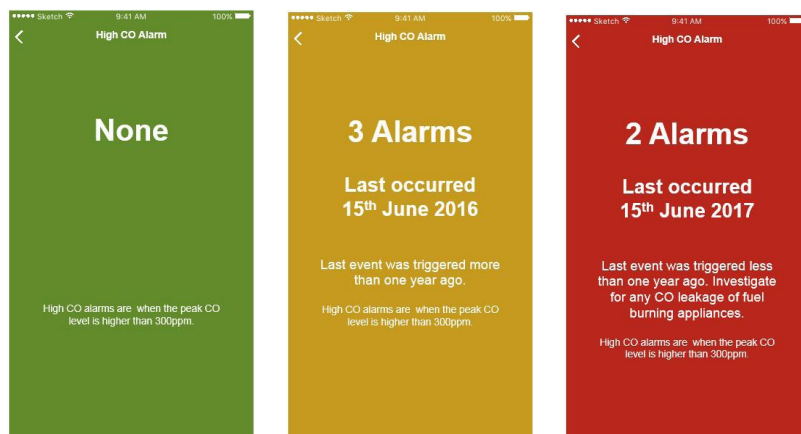 Sketch 9:41 AM 100%
High CO Alarm
None
High CO alarms are when the peak CO
level is higher than 300ppm.
Sketch 9:41 AM 100%
High CO Alarm
3 Alarms
Last occurred
15th June 2016
Last event was triggered more
than one year ago.
High CO alarms are when the peak CO
level is higher than 300ppm.
Sketch 9:41 AM 100%
High CO Alarm
2 Alarms
Last occurred
15th June 2017
Last event was triggered less
than one year ago. Investigate
for any CO leakage of fuel
burning appliances.
High CO alarms are when the peak CO
level is higher than 300ppm.